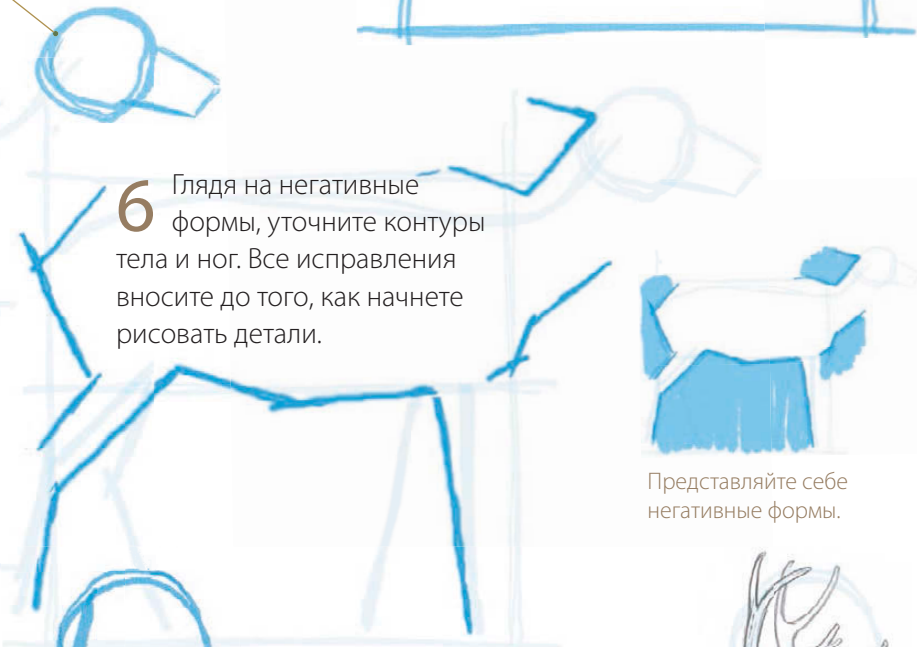 6 Глядя на негативные
формы, уточните контуры
тела и ног. Все исправления
вносите до того, как начнете
рисовать детали.
Представляйте себе
негативные формы.